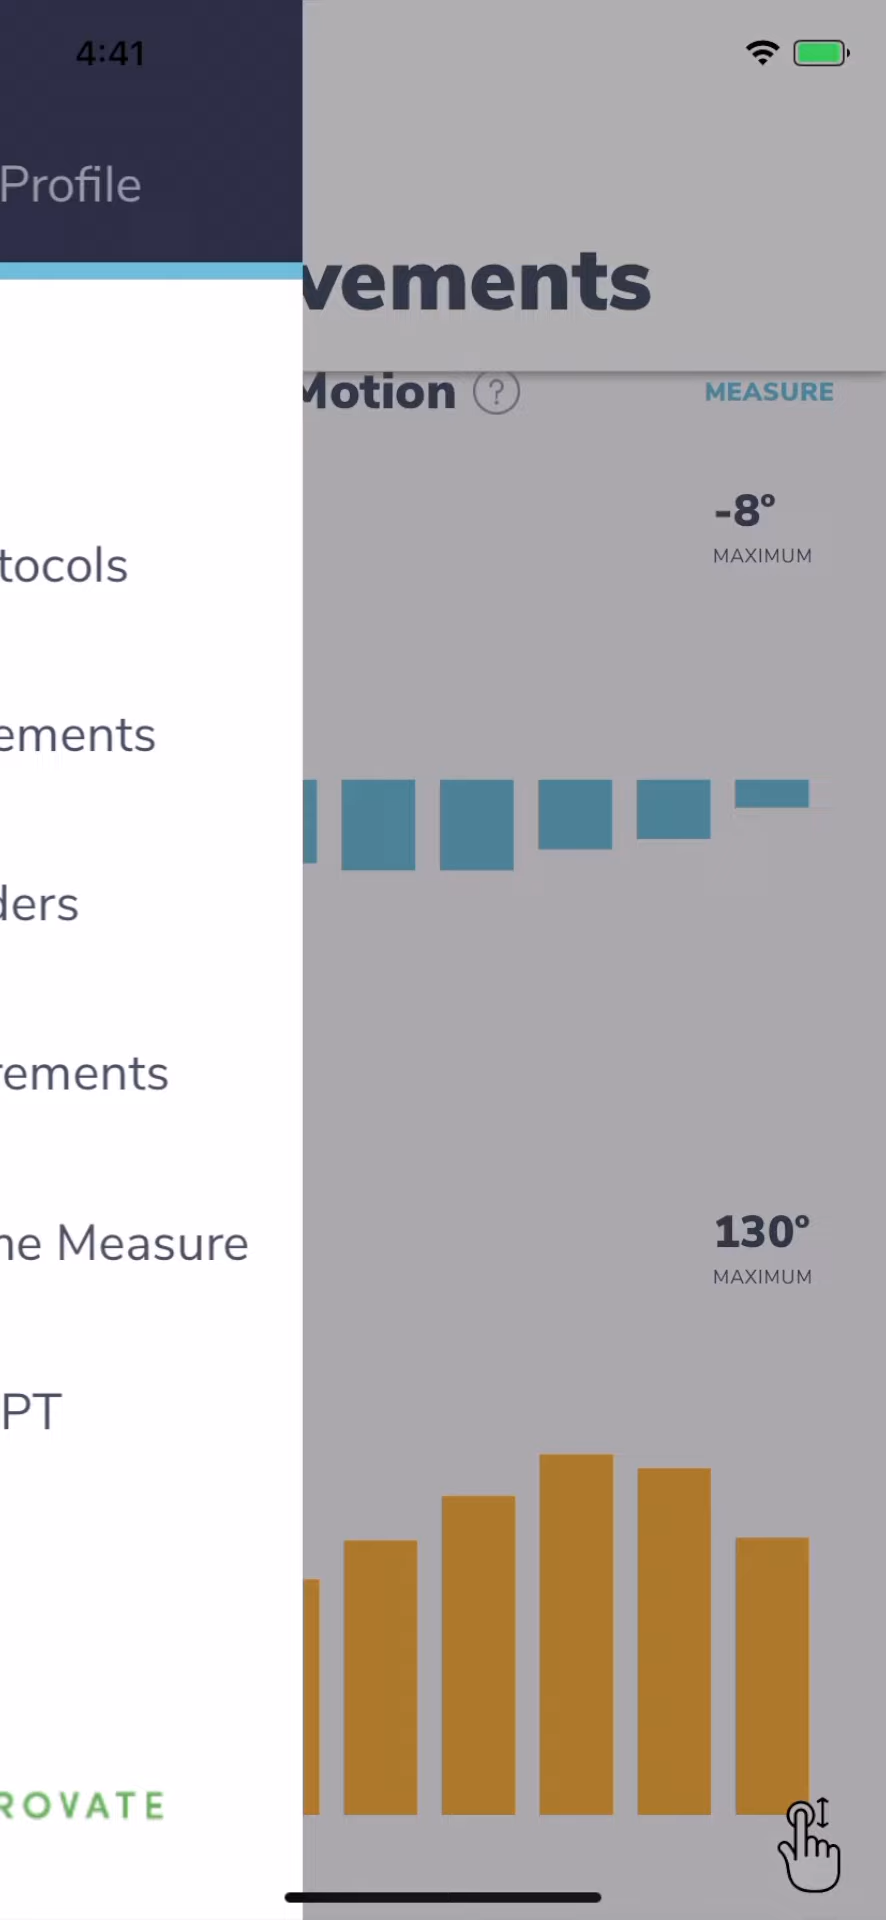 4:41
Profile
vements
Motion ?
MEASURE
-8°
MAXIMUM
tocols
ements
ders
rements
ne Measure
130°
MAXIMUM
PT
ROVATE